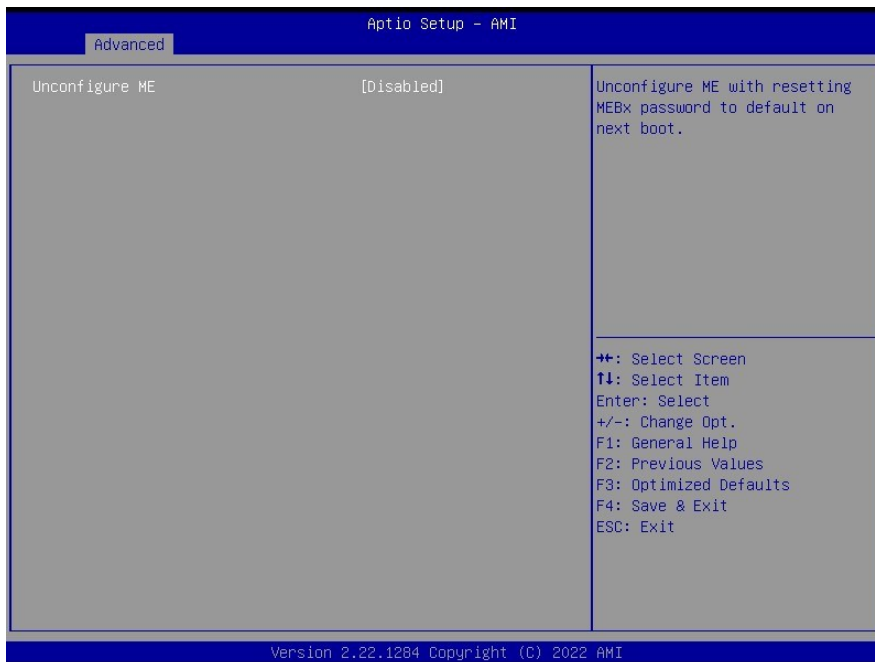 Aptio Setup – AMI
Advanced
Unconfigure ME [Disabled]
Unconfigure ME with resetting
MEBx password to default on
next boot.
→←: Select Screen
↑↓: Select Item
Enter: Select
+/-: Change Opt.
F1: General Help
F2: Previous Values
F3: Optimized Defaults
F4: Save & Exit
ESC: Exit
Version 2.22.1284 Copyright (C) 2022 AMI